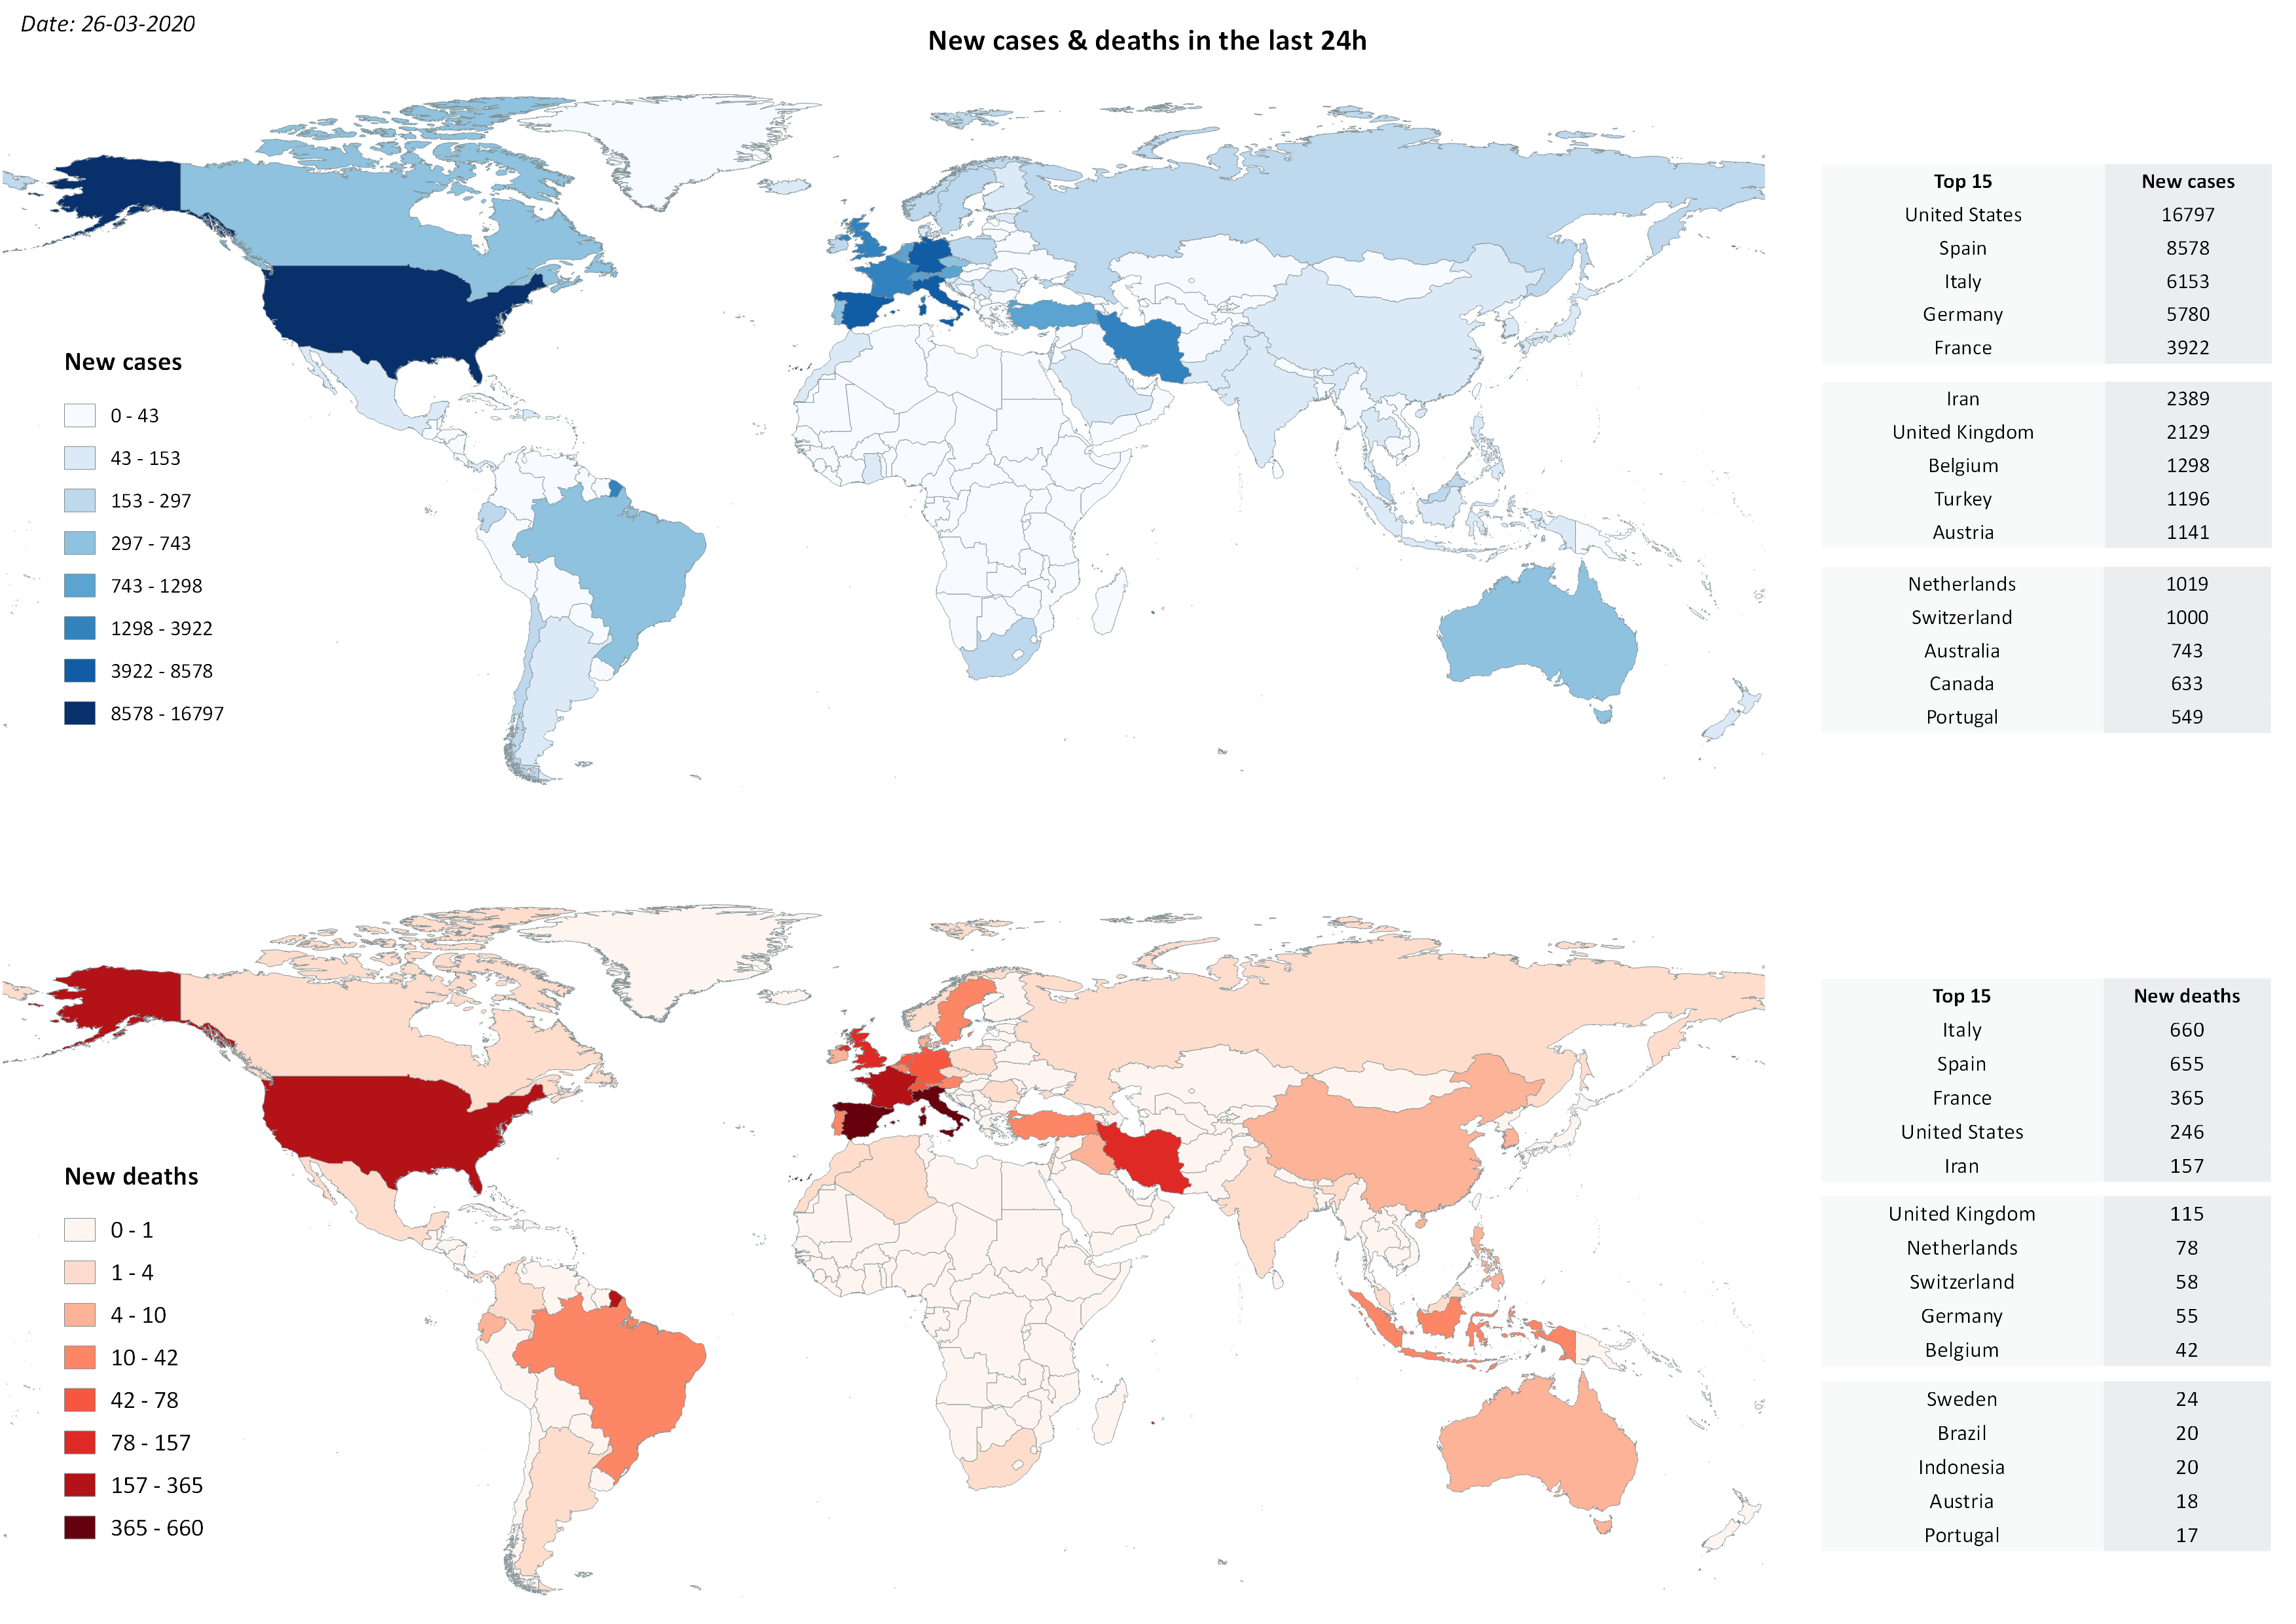 Date: 26-03-2020
New cases & deaths in the last 24h
New cases
0 - 43
43 - 153
153 - 297
297 - 743
743 - 1298
1298 - 3922
3922 - 8578
8578 - 16797
Top 15 New cases
United States 16797
Spain 8578
Italy 6153
Germany 5780
France 3922
Iran 2389
United Kingdom 2129
Belgium 1298
Turkey 1196
Austria 1141
Netherlands 1019
Switzerland 1000
Australia 743
Canada 633
Portugal 549
New deaths
0 - 1
1 - 4
4 - 10
10 - 42
42 - 78
78 - 157
157 - 365
365 - 660
Top 15 New deaths
Italy 660
Spain 655
France 365
United States 246
Iran 157
United Kingdom 115
Netherlands 78
Switzerland 58
Germany 55
Belgium 42
Sweden 24
Brazil 20
Indonesia 20
Austria 18
Portugal 17